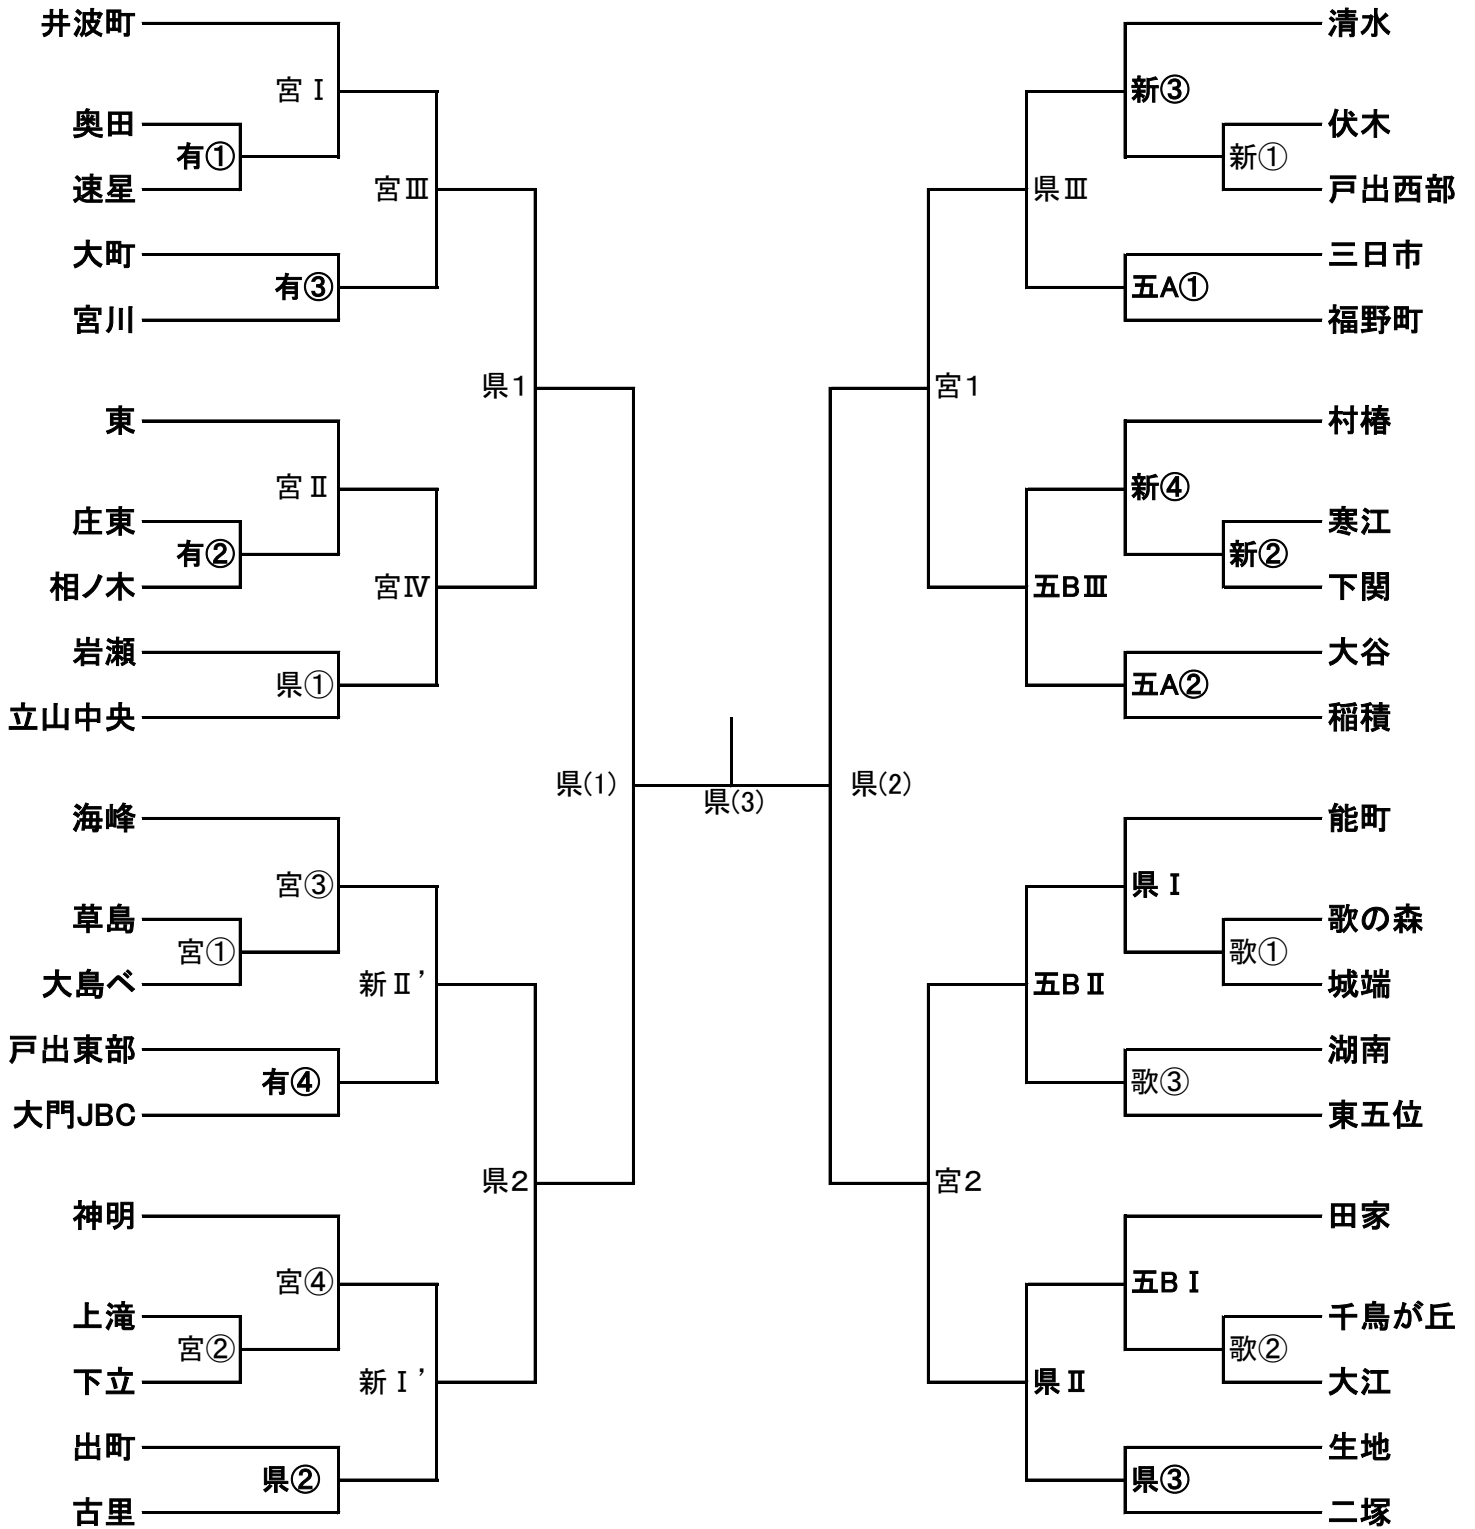 井波町
宮Ⅰ
奥田
有①
速星
宮Ⅲ
大町
有③
宮川
県1
東
宮Ⅱ
庄東
有②
相ノ木
宮Ⅳ
岩瀬
県①
立山中央
県(1)
海峰
宮③
草島
宮①
大島ベ
新Ⅱ’
戸出東部
有④
大門JBC
県2
神明
宮④
上滝
宮②
下立
新Ⅰ’
出町
県②
古里
県(3)
清水
新③
伏木
新①
戸出西部
県Ⅲ
三日市
五A①
福野町
宮1
村椿
新④
寒江
新②
下関
五BⅢ
大谷
五A②
稲積
県(2)
能町
県Ⅰ
歌の森
歌①
城端
五BⅡ
湖南
歌③
東五位
宮2
田家
五BⅠ
千鳥が丘
歌②
大江
県Ⅱ
生地
県③
二塚